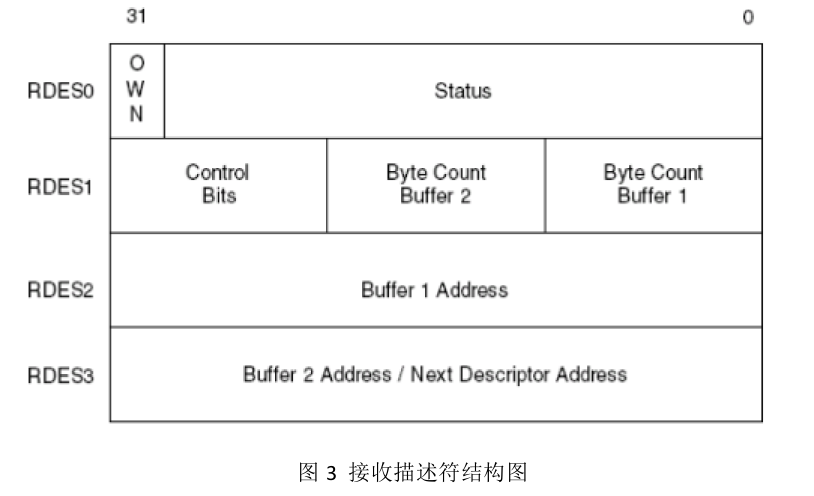 31 0
RDES0
O
W
N
Status
RDES1
Control
Bits
Byte Count
Buffer 2
Byte Count
Buffer 1
RDES2
Buffer 1 Address
RDES3
Buffer 2 Address / Next Descriptor Address
图 3 接收描述符结构图